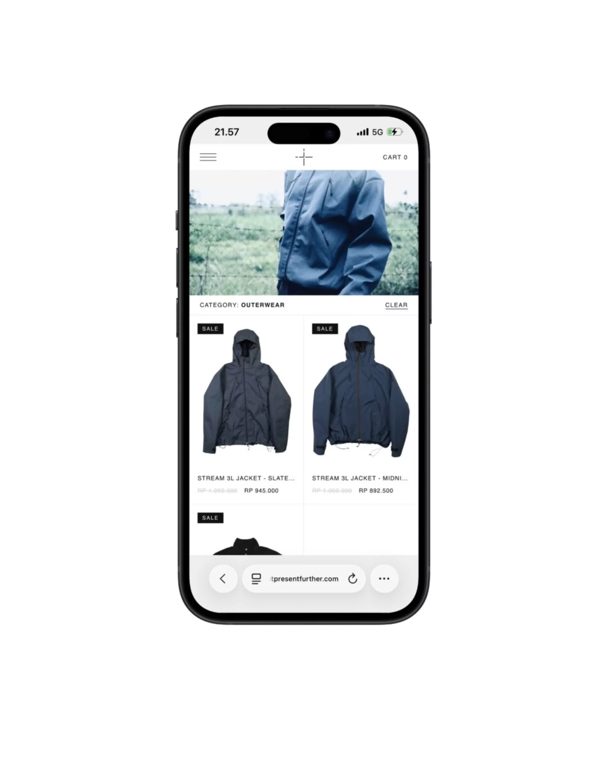 21.57
5G
CART 0
CATEGORY: OUTERWEAR
CLEAR
SALE
SALE
STREAM 3L JACKET - SLATE...
STREAM 3L JACKET - MIDNI...
RP 945.000
RP 892.500
SALE
tpresentfurther.com